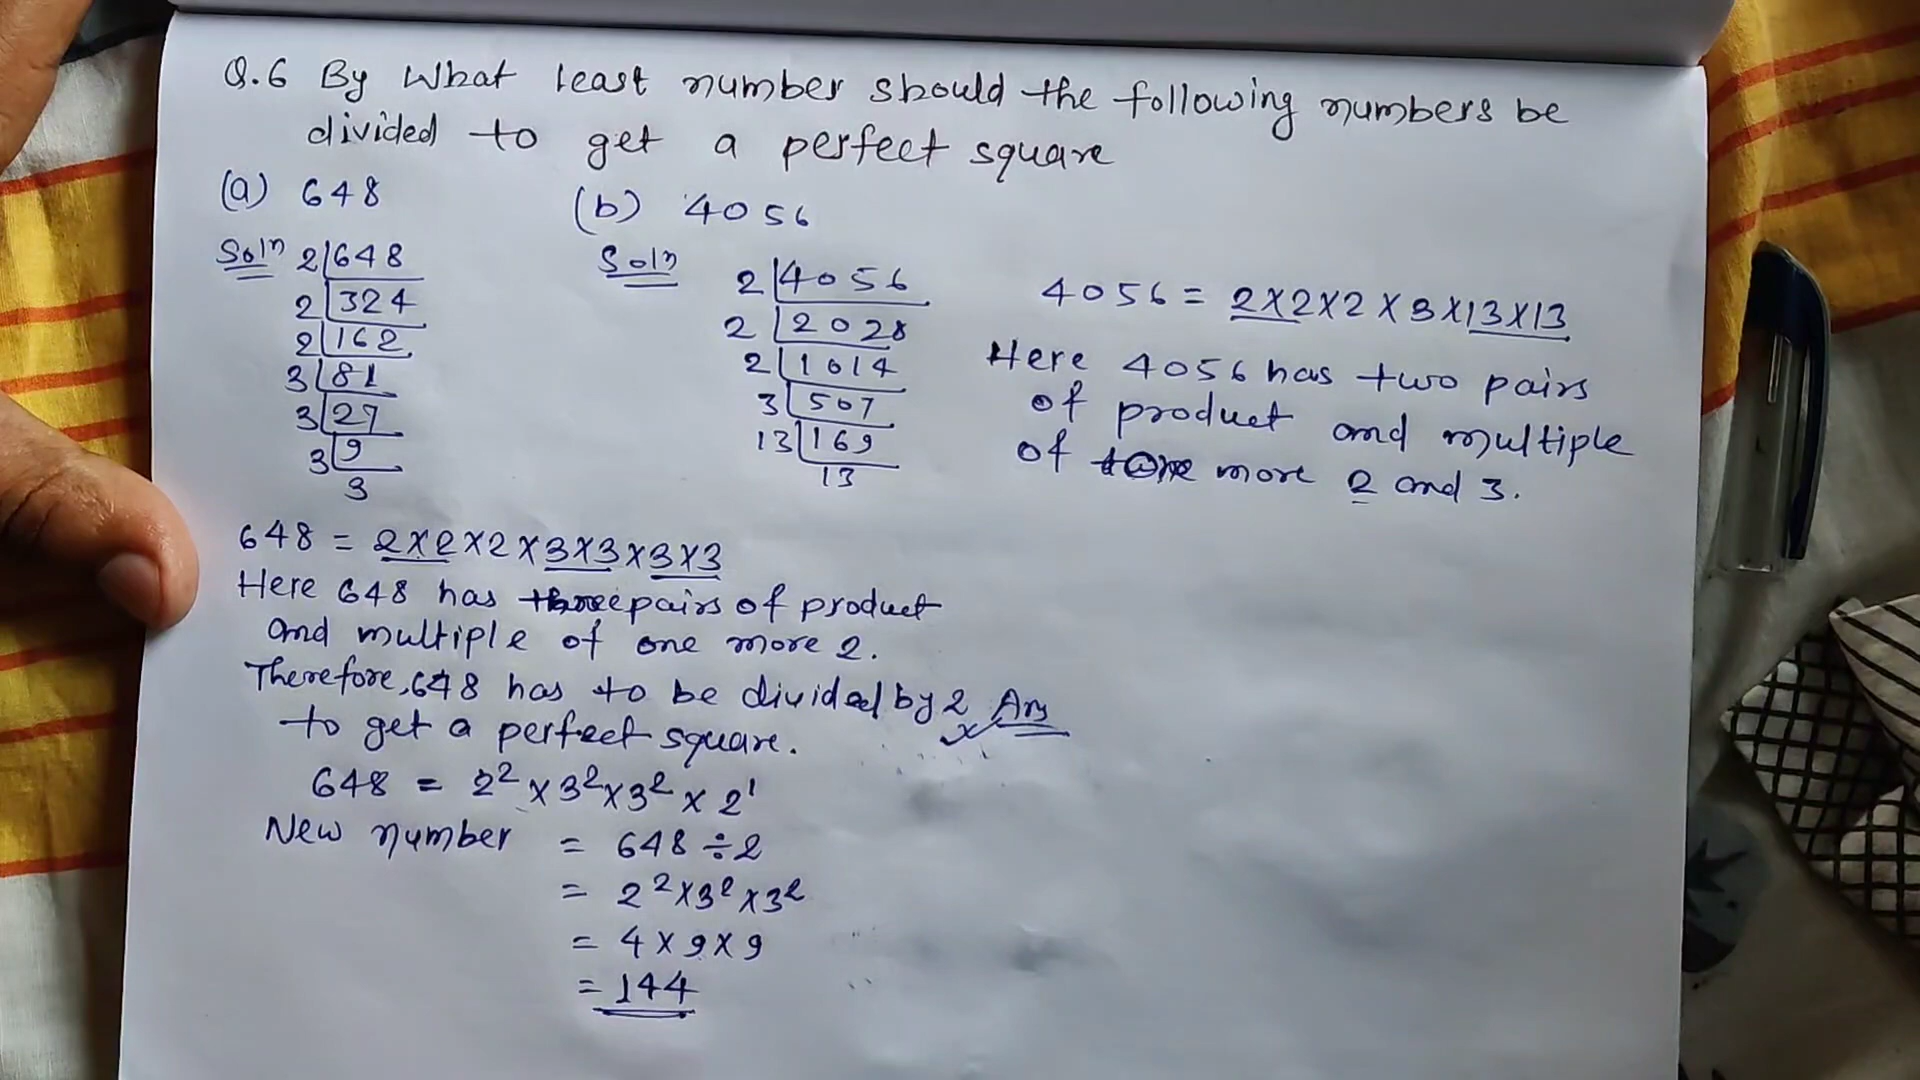 Q.6 By What least number should the following numbers be
divided to get a perfect square
(a) 648
(b) 4056
Soln
2 648
2 324
2 162
3 81
3 27
3 9
3
648 = 2×2×2×3×3×3×3
Here 648 has three pairs of product
and multiple of one more 2.
Therefore, 648 has to be divided by 2 Ans
to get a perfect square.
648 = 2² × 3² × 3² × 2¹
New number = 648 ÷ 2
= 2² × 3² × 3²
= 4 × 9 × 9
= 144
Soln
2 4056
2 2028
2 1014
3 507
13 169
13
4056 = 2×2×2×3×13×13
Here 4056 has two pairs
of product and multiple
of more 2 and 3.